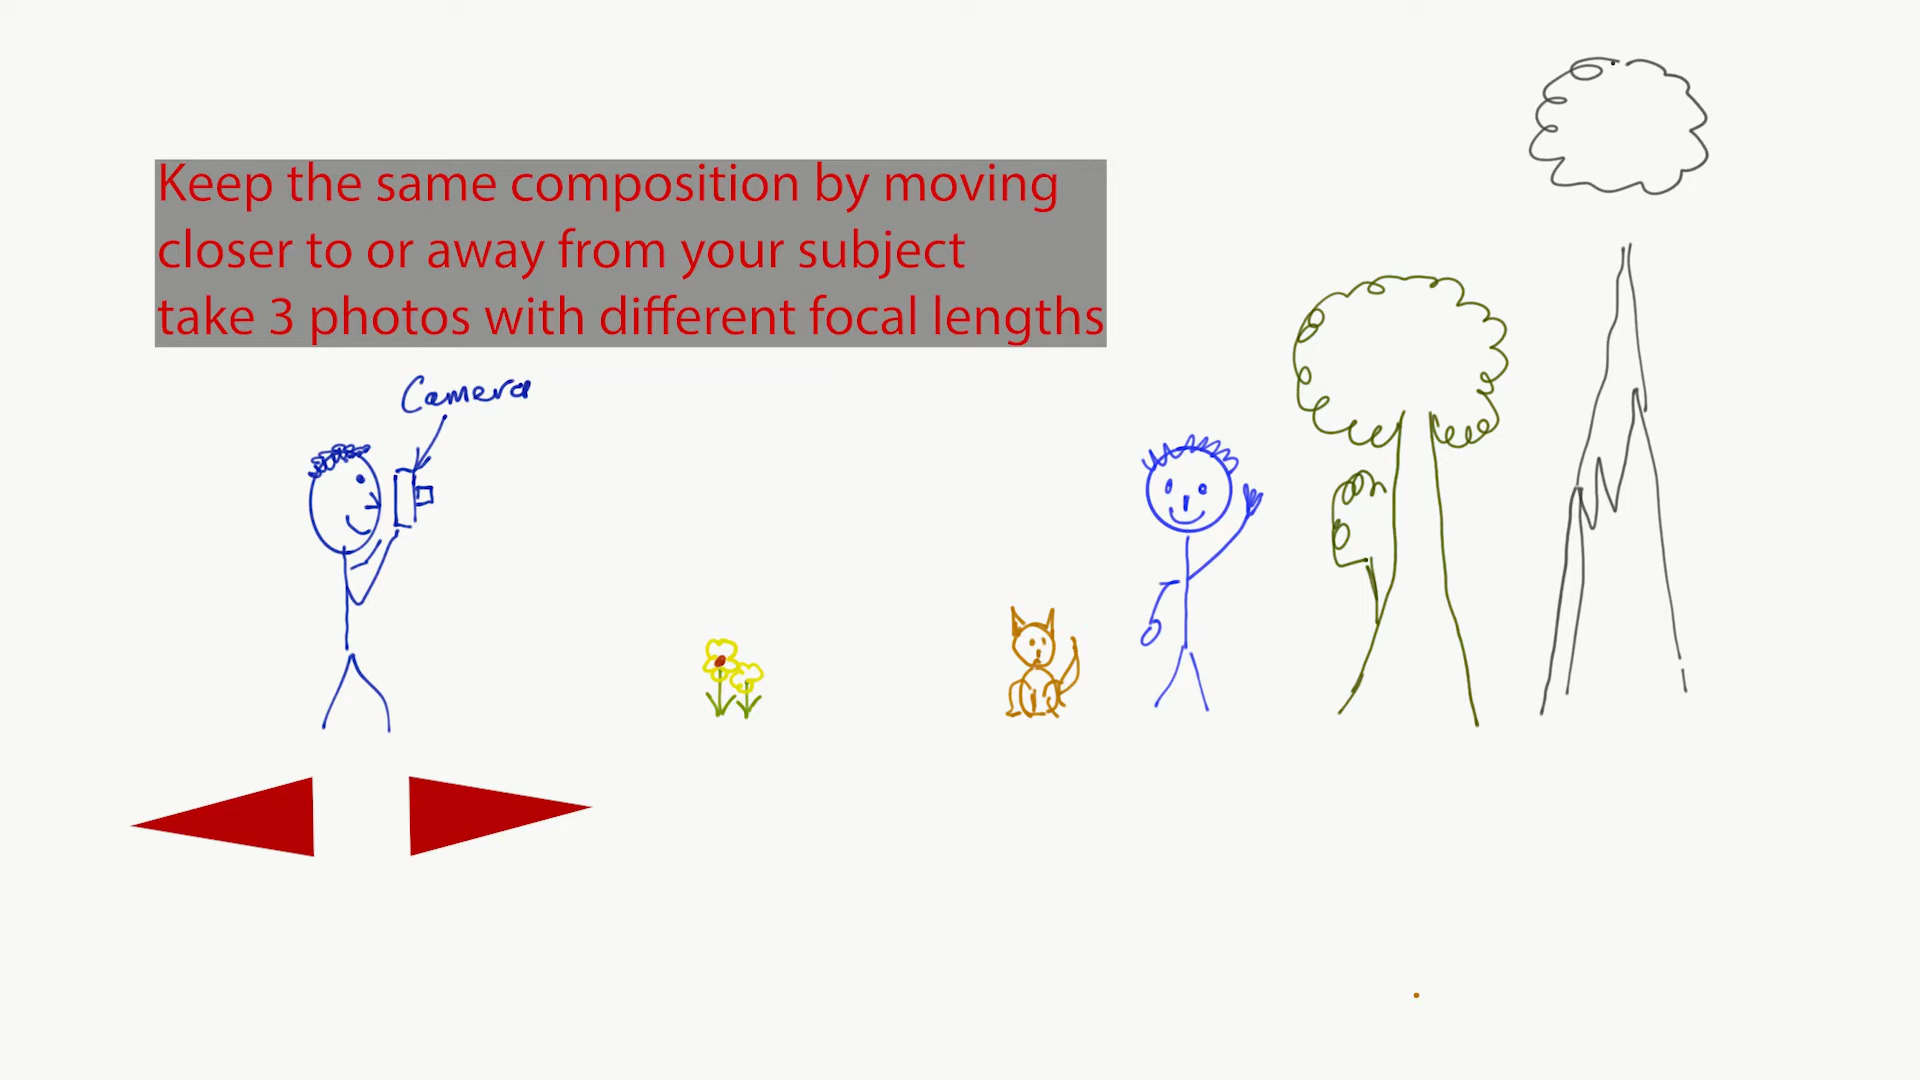 Keep the same composition by moving
closer to or away from your subject
take 3 photos with different focal lengths
Camera